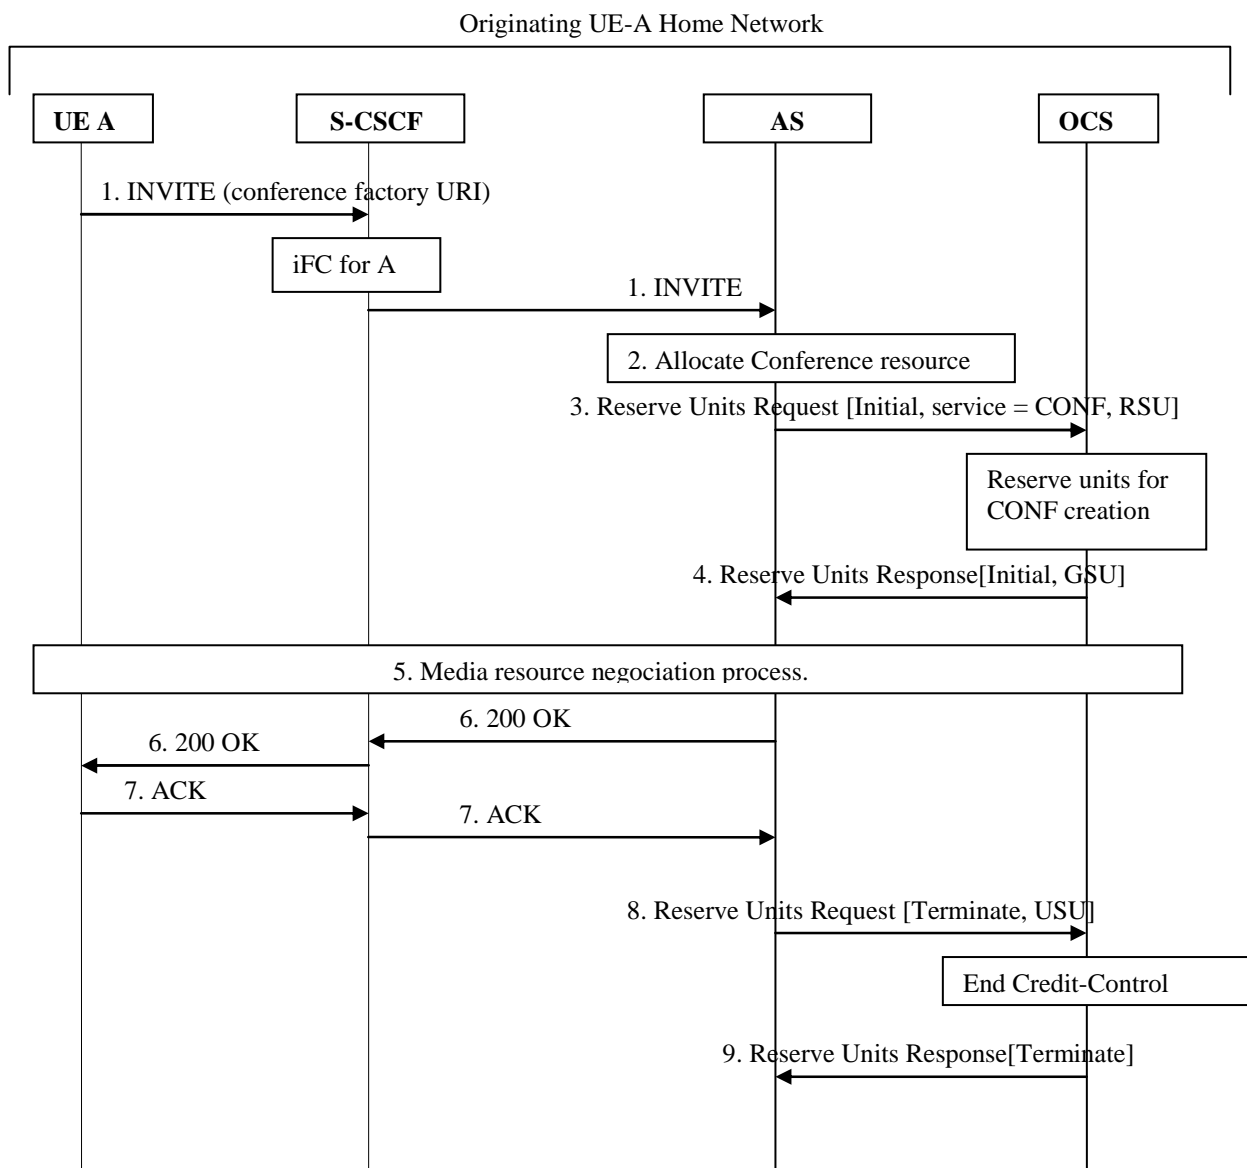 Originating UE-A Home Network
UE A
S-CSCF
AS
OCS
1. INVITE (conference factory URI)
iFC for A
1. INVITE
2. Allocate Conference resource
3. Reserve Units Request [Initial, service = CONF, RSU]
Reserve units for
CONF creation
4. Reserve Units Response[Initial, GSU]
5. Media resource negociation process.
6. 200 OK
6. 200 OK
7. ACK
7. ACK
8. Reserve Units Request [Terminate, USU]
End Credit-Control
9. Reserve Units Response[Terminate]